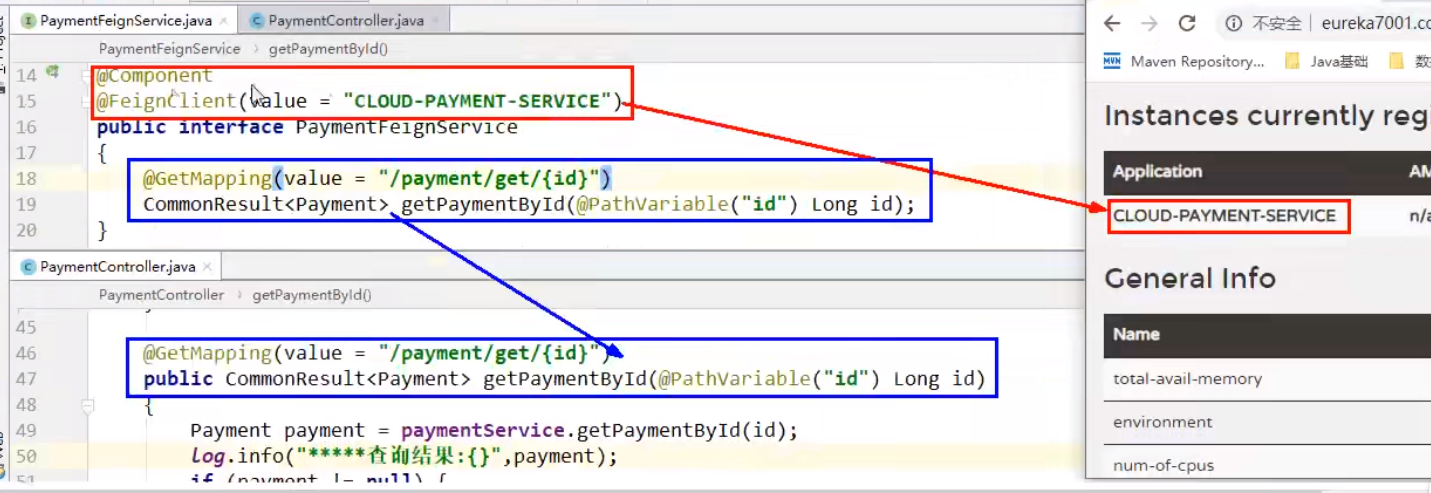 PaymentFeignService.java
PaymentController.java
PaymentFeignService
getPaymentById()
14 @Component
15 @FeignClient(value = "CLOUD-PAYMENT-SERVICE")
16 public interface PaymentFeignService
17 {
18 @GetMapping(value = "/payment/get/{id}")
19 CommonResult<Payment> getPaymentById(@PathVariable("id") Long id);
20 }
PaymentController.java
PaymentController
getPaymentById()
45
46 @GetMapping(value = "/payment/get/{id}")
47 public CommonResult<Payment> getPaymentById(@PathVariable("id") Long id)
48 {
49 Payment payment = paymentService.getPaymentById(id);
50 log.info("*****查询结果:{}",payment);
51 if (payment != null) {
不安全 | eureka7001.co
Maven Repository...
Java基础
数
Instances currently regi
Application
AM
CLOUD-PAYMENT-SERVICE
n/a
General Info
Name
total-avail-memory
environment
num-of-cpus